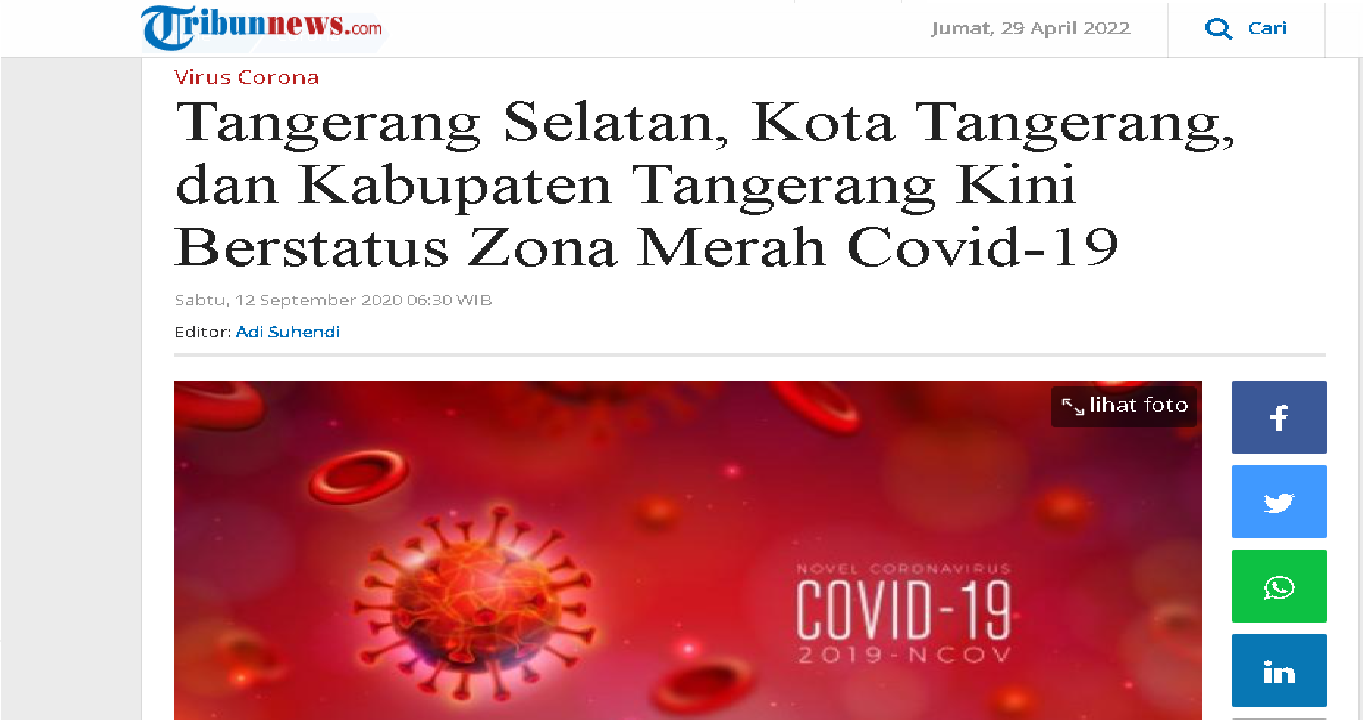 Tribunnews.com
Jumat, 29 April 2022
Cari
Virus Corona
Tangerang Selatan, Kota Tangerang,
dan Kabupaten Tangerang Kini
Berstatus Zona Merah Covid-19
Sabtu, 12 September 2020 06:30 WIB
Editor: Adi Suhendi
lihat foto
NOVEL CORONAVIRUS
COVID-19
2019-NCOV
f
in